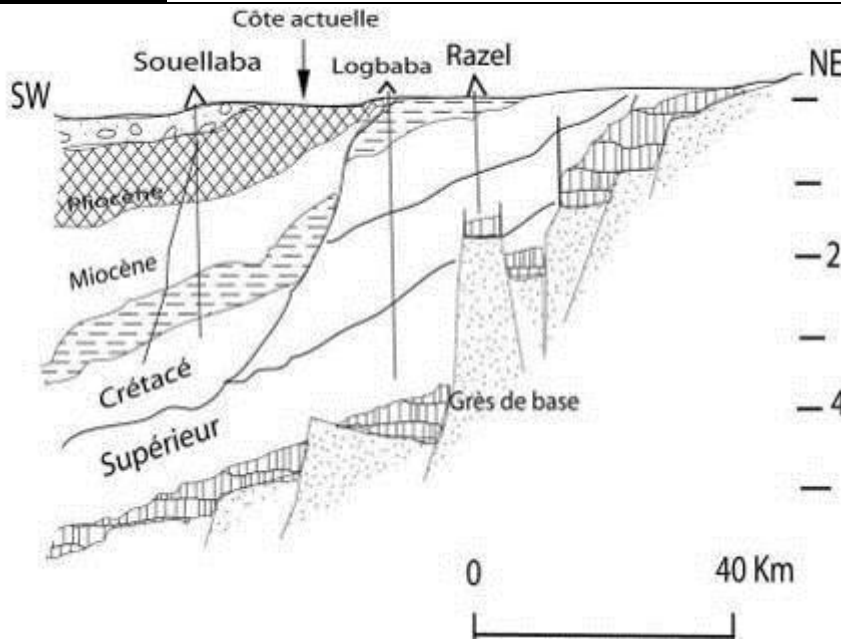 Côte actuelle
Souellaba
Logbaba
Razel
SW
NE
Pliocène
2
Miocène
Crétacé
Supérieur
Grès de base
4
0
40 Km